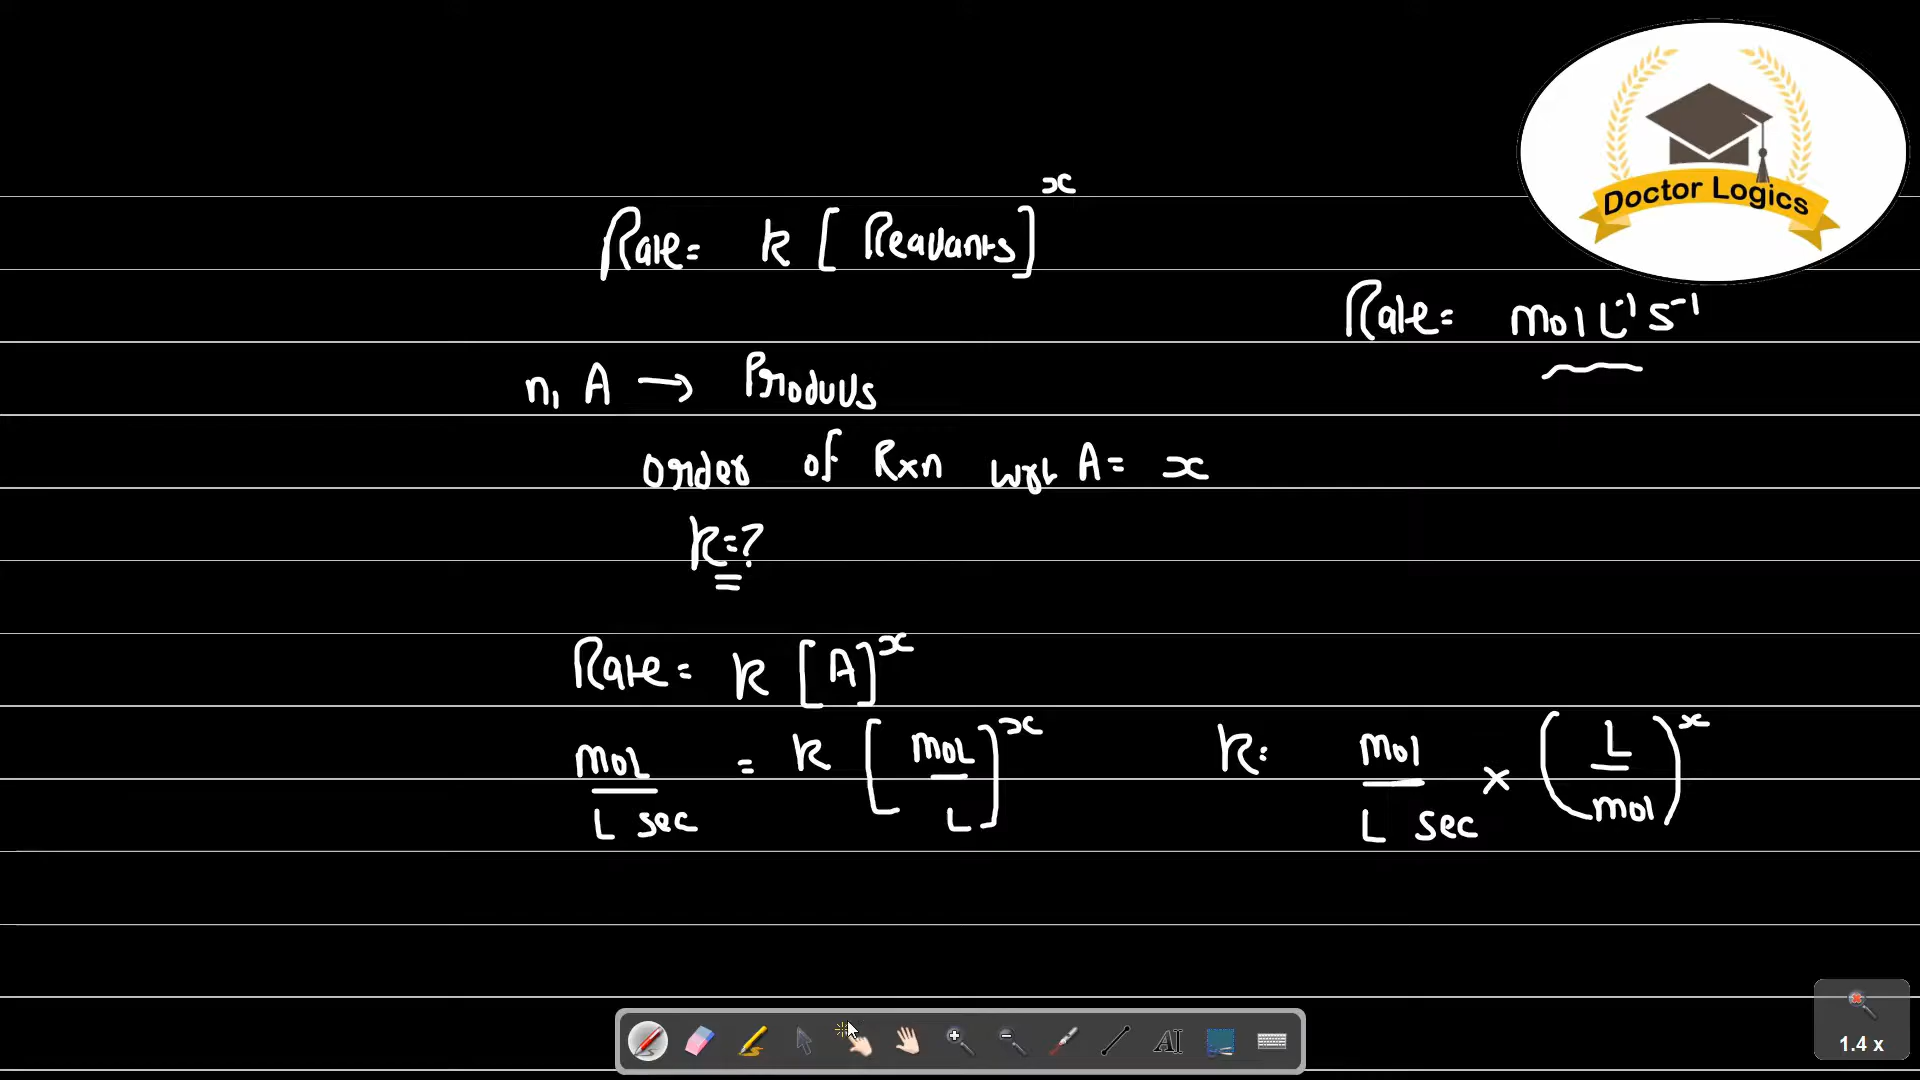 Doctor Logics
Rate = k [Reactants]^x
Rate = mol L^-1 s^-1
n, A → Products
order of Rxn wrt A = x
K = ?
Rate = k [A]^x
mol / L sec = k [mol / L]^x
k: mol / L sec × (L / mol)^x
AI
1.4 x